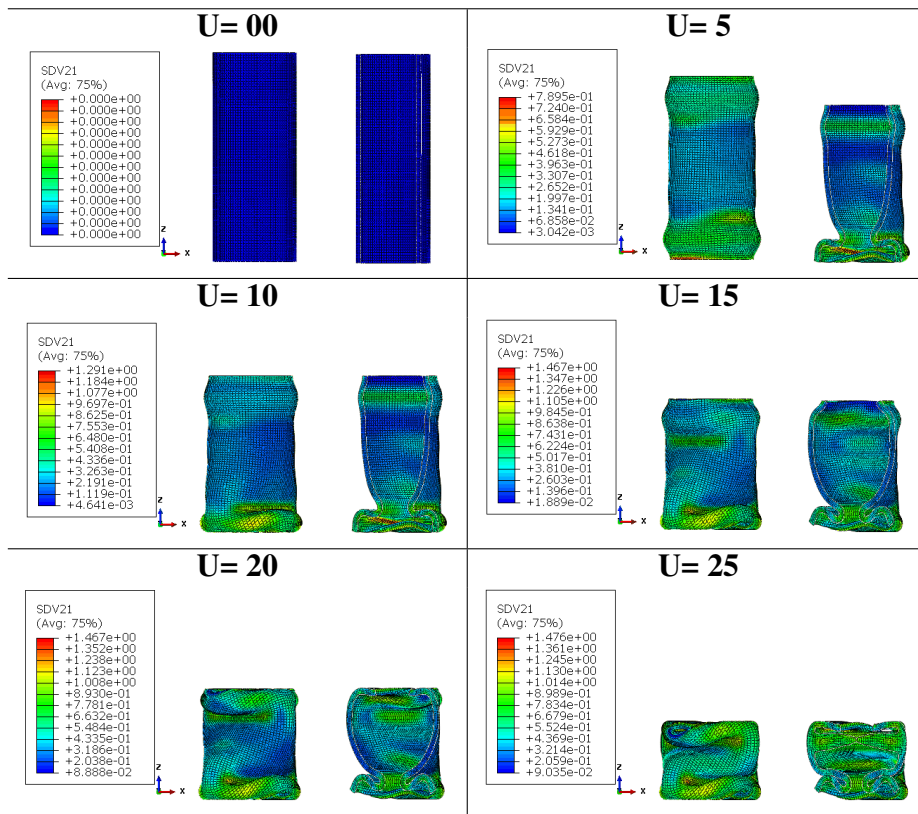 U= 00
SDV21
(Avg: 75%)
+0.000e+00
+0.000e+00
+0.000e+00
+0.000e+00
+0.000e+00
+0.000e+00
+0.000e+00
+0.000e+00
+0.000e+00
+0.000e+00
+0.000e+00
z
x
U= 5
SDV21
(Avg: 75%)
+7.895e-01
+7.240e-01
+6.584e-01
+5.929e-01
+5.273e-01
+4.618e-01
+3.963e-01
+3.307e-01
+2.652e-01
+1.997e-01
+1.341e-01
+6.858e-02
+3.042e-03
z
x
U= 10
SDV21
(Avg: 75%)
+1.291e+00
+1.184e+00
+1.077e+00
+9.697e-01
+8.625e-01
+7.553e-01
+6.480e-01
+5.408e-01
+4.336e-01
+3.263e-01
+2.191e-01
+1.119e-01
+4.641e-03
z
x
U= 15
SDV21
(Avg: 75%)
+1.467e+00
+1.347e+00
+1.226e+00
+1.105e+00
+9.845e-01
+8.638e-01
+7.431e-01
+6.224e-01
+5.017e-01
+3.810e-01
+2.603e-01
+1.396e-01
+1.889e-02
z
x
U= 20
SDV21
(Avg: 75%)
+1.467e+00
+1.352e+00
+1.238e+00
+1.123e+00
+1.008e+00
+8.930e-01
+7.781e-01
+6.632e-01
+5.484e-01
+4.335e-01
+3.186e-01
+2.038e-01
+8.888e-02
z
x
U= 25
SDV21
(Avg: 75%)
+1.476e+00
+1.361e+00
+1.245e+00
+1.130e+00
+1.014e+00
+8.989e-01
+7.834e-01
+6.679e-01
+5.524e-01
+4.369e-01
+3.214e-01
+2.059e-01
+9.035e-02
z
x